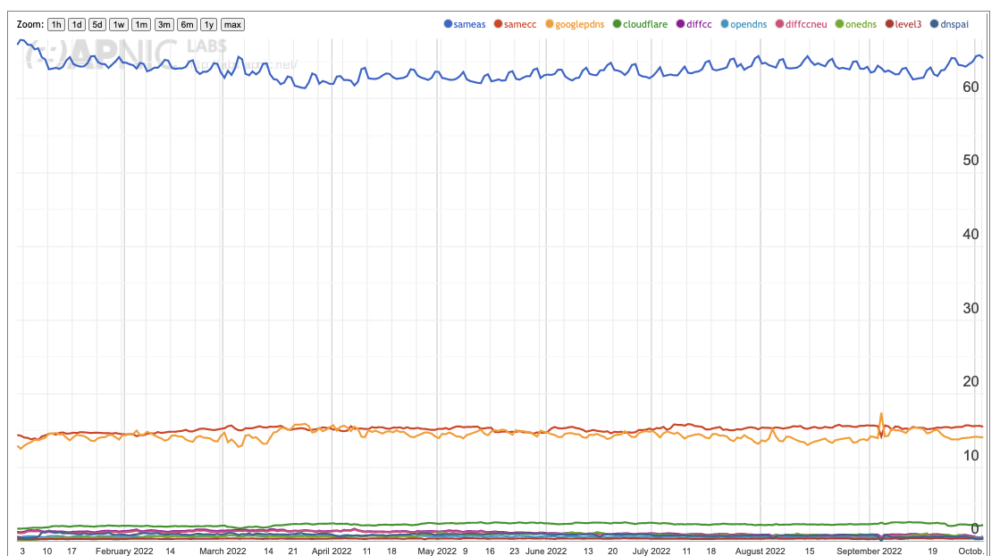 Zoom: 1h 1d 5d 1w 1m 3m 6m 1y max sameas samecc googlepdns cloudflare diffcc opendns diffccneu onedns level3 dnspai
(::)APNIC LABS
60
50
40
30
20
10
0
3 10 17 February 2022 14 March 2022 14 21 April 2022 11 18 May 2022 9 16 23 June 2022 13 20 July 2022 11 18 August 2022 15 September 2022 19 Octob.